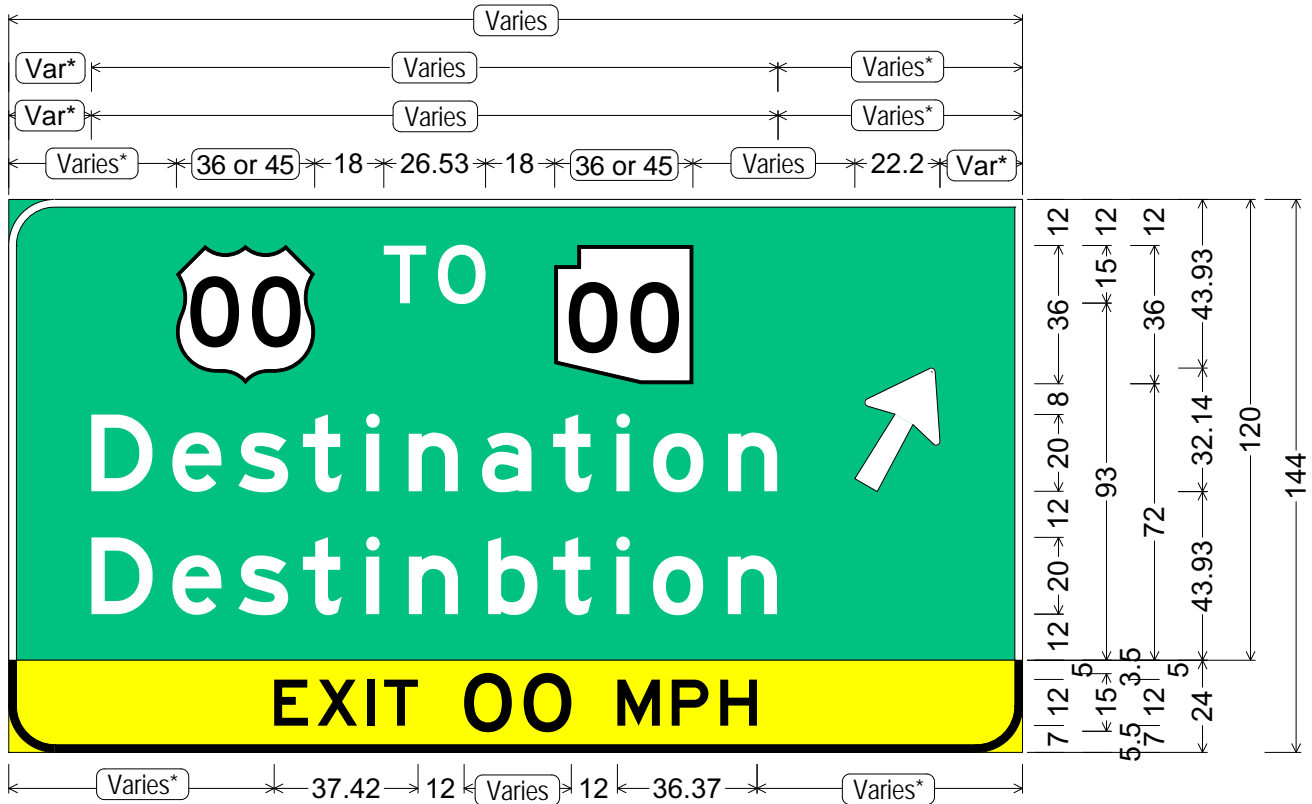 Varies
Var* Varies Varies*
Var* Varies Varies*
Varies* 36 or 45 18 26.53 18 36 or 45 Varies 22.2 Var*
00 TO 00
Destination
Destinbtion
EXIT 00 MPH
Varies* 37.42 12 Varies 12 36.37 Varies*
12 36 8 20 12 20 12 5 12 7
12 15 93 15 5.5
12 36 72 3.5 12 7
43.93 32.14 43.93 5 24
120
144